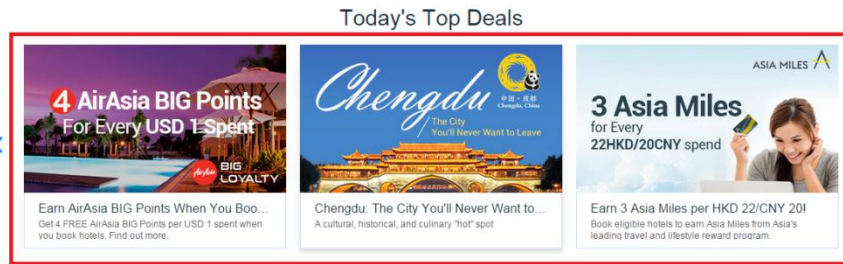 Today's Top Deals
4 AirAsia BIG Points
For Every USD 1 Spent
AirAsia
BIG
LOYALTY
Earn AirAsia BIG Points When You Boo...
Get 4 FREE AirAsia BIG Points per USD 1 spent when
you book hotels. Find out more.
Chengdu
The City
You'll Never Want to Leave
中国·成都
Chengdu, China
Chengdu: The City You'll Never Want to...
A cultural, historical, and culinary "hot" spot
ASIA MILES
3 Asia Miles
for Every
22HKD/20CNY spend
Earn 3 Asia Miles per HKD 22/CNY 20!
Book eligible hotels to earn Asia Miles from Asia's
leading travel and lifestyle reward program.